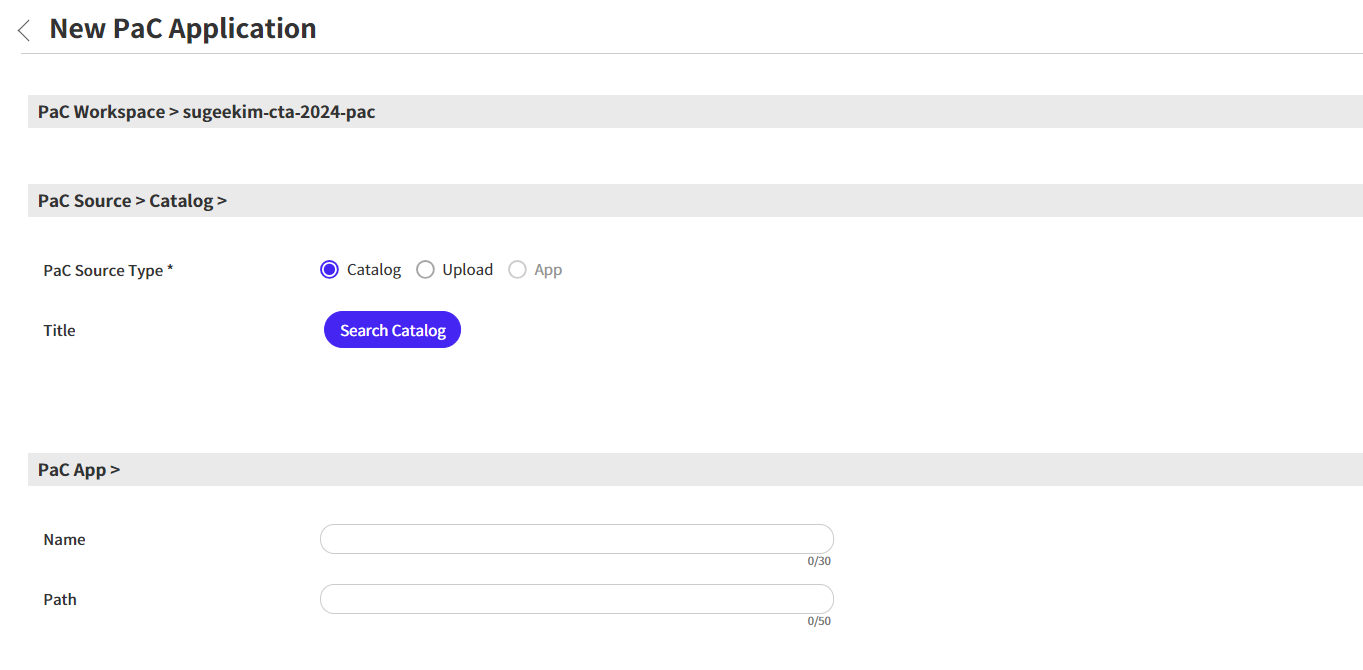 New PaC Application
PaC Workspace > sugeekim-cta-2024-pac
PaC Source > Catalog >
PaC Source Type * Catalog Upload App
Title Search Catalog
PaC App >
Name
0/30
Path
0/50